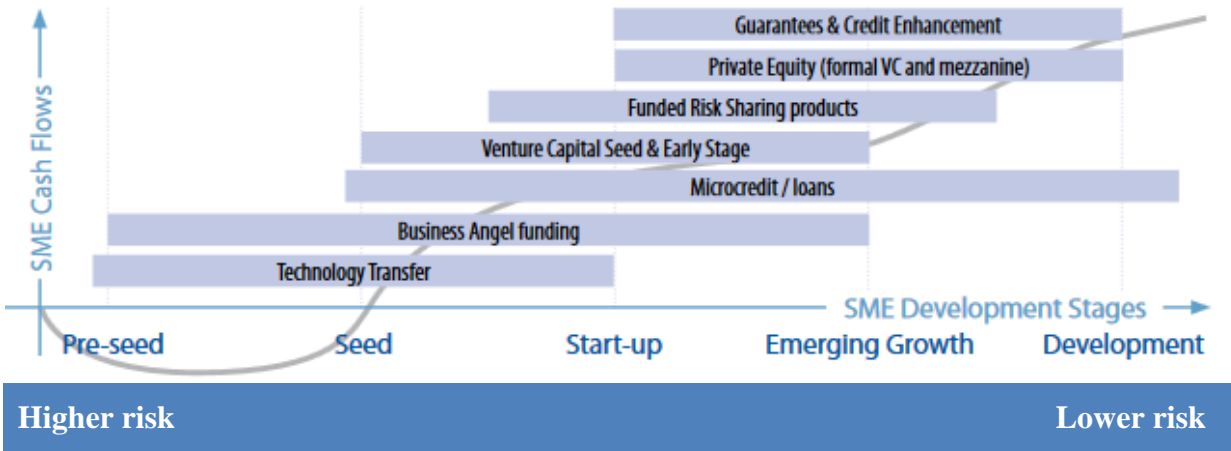 SME Cash Flows
Guarantees & Credit Enhancement
Private Equity (formal VC and mezzanine)
Funded Risk Sharing products
Venture Capital Seed & Early Stage
Microcredit / loans
Business Angel funding
Technology Transfer
SME Development Stages
Pre-seed Seed Start-up Emerging Growth Development
Higher risk Lower risk